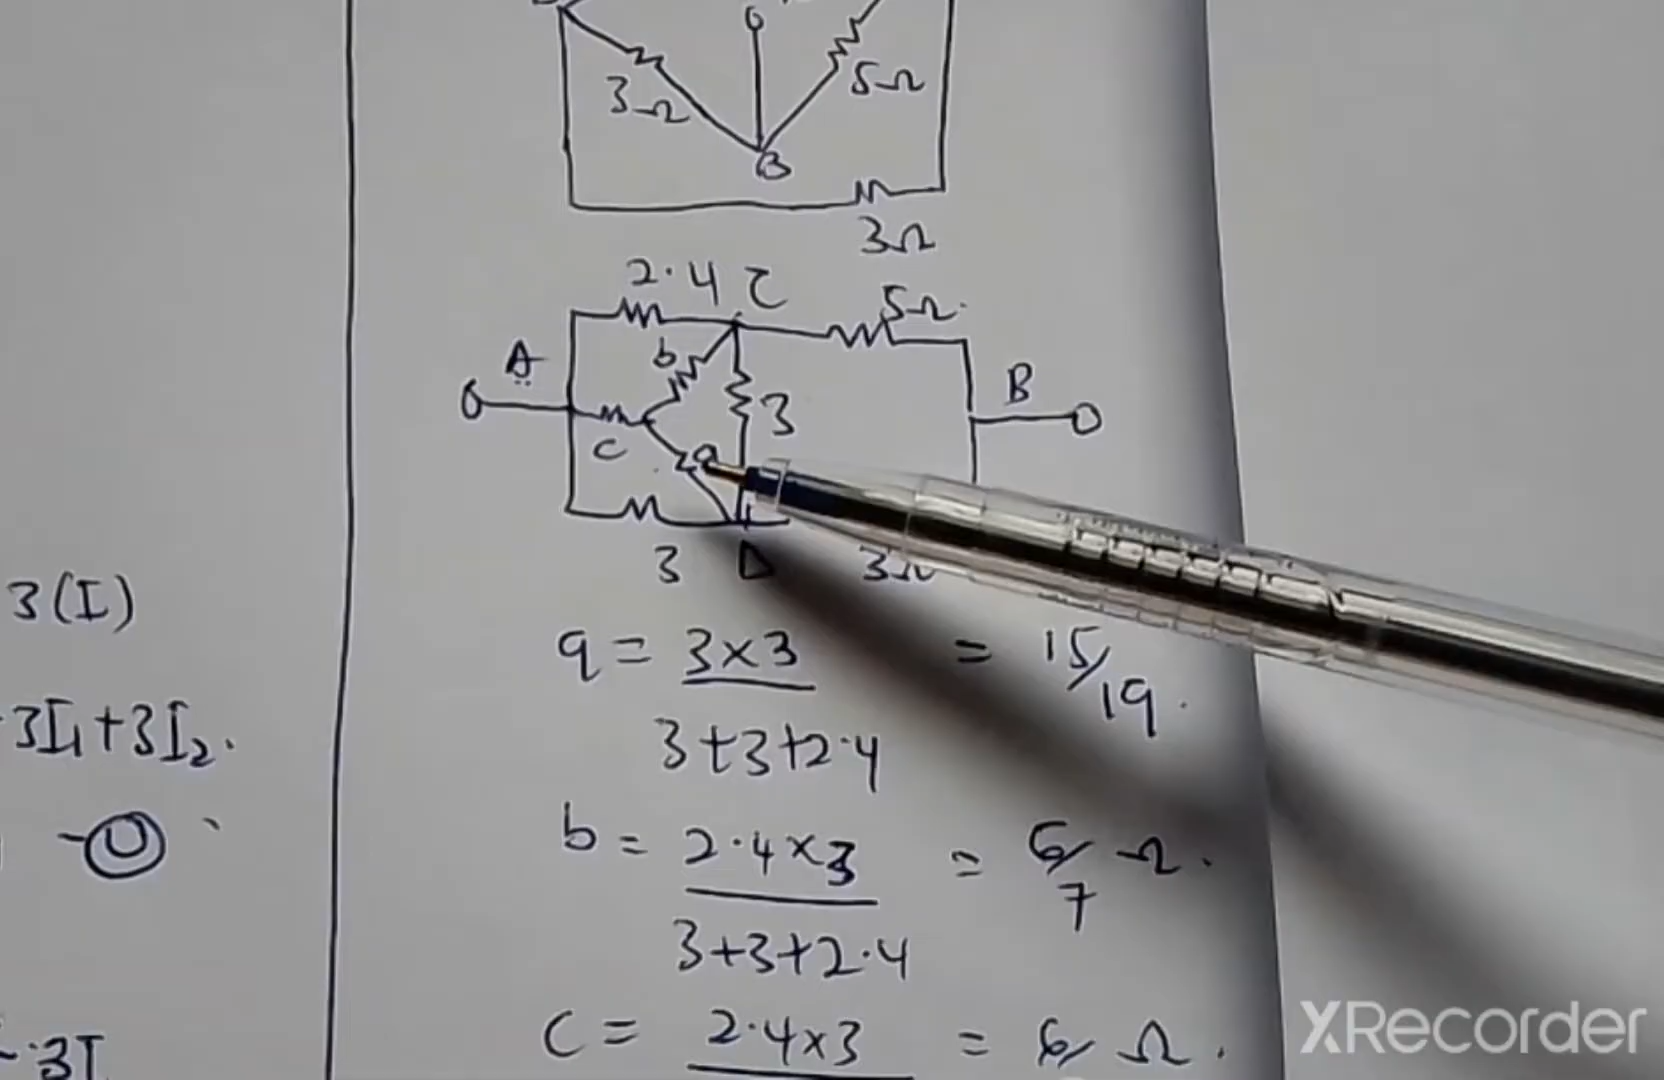 3Ω
5Ω
B
3Ω
2.4 C
5Ω.
A
b
B
3
c
a
3 D
3Ω
3(I)
a = 3×3 = 15/19.
3+3+2.4
3I₁+3I₂.
b = 2.4×3 = 6/7 Ω.
3+3+2.4
c = 2.4×3 = 6/ Ω.
3I
XRecorder